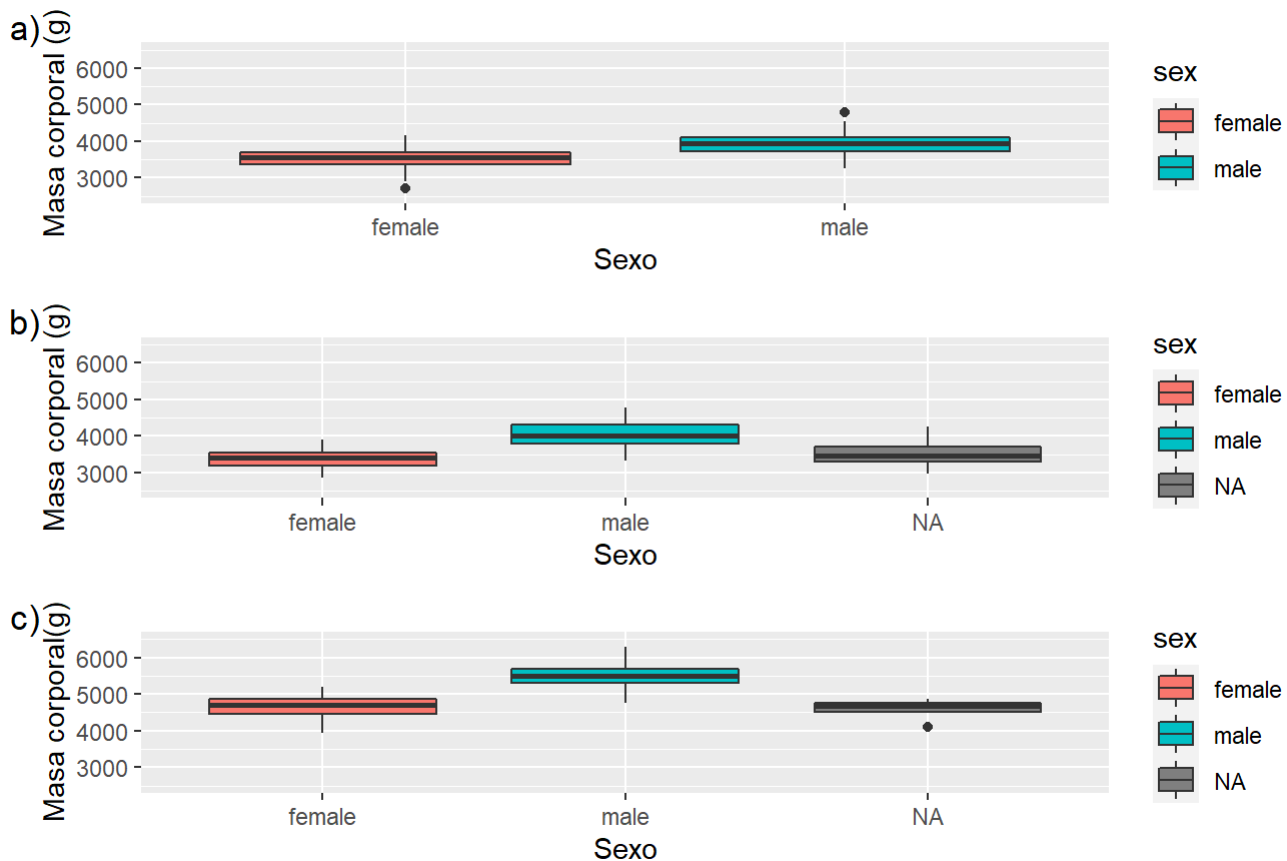 a)
Masa corporal (g)
6000
5000
4000
3000
female
male
Sexo
sex
female
male
b)
Masa corporal (g)
6000
5000
4000
3000
female
male
NA
Sexo
sex
female
male
NA
c)
Masa corporal(g)
6000
5000
4000
3000
female
male
NA
Sexo
sex
female
male
NA